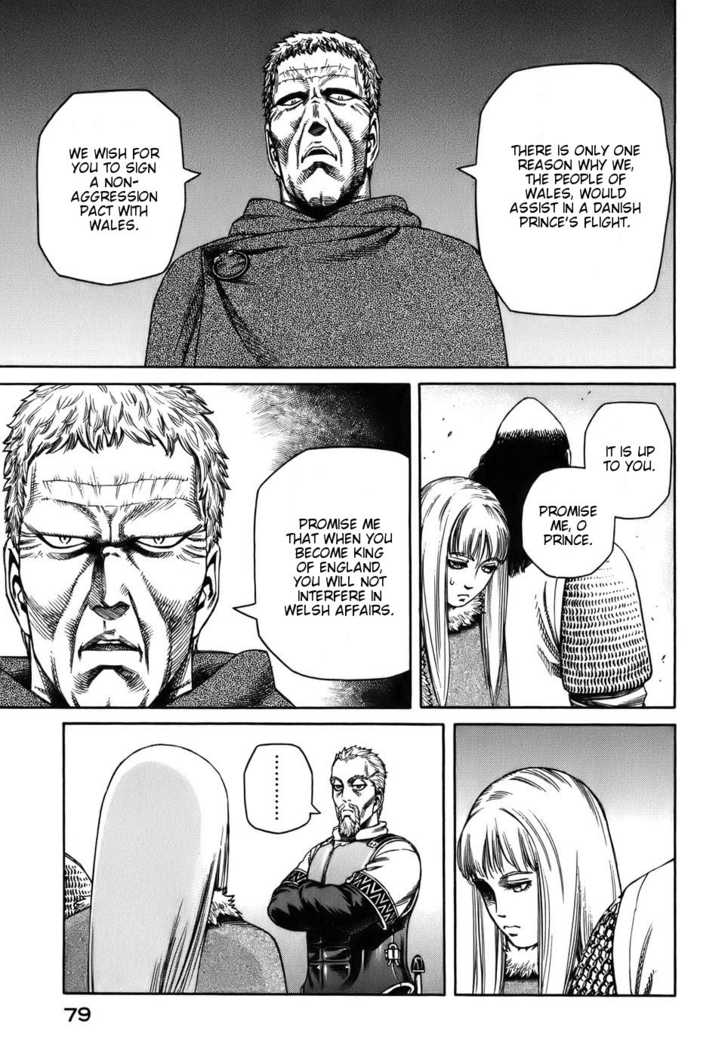 THERE IS ONLY ONE
REASON WHY WE,
THE PEOPLE OF
WALES, WOULD
ASSIST IN A DANISH
PRINCE'S FLIGHT.
WE WISH FOR
YOU TO SIGN
A NON-
AGGRESSION
PACT WITH
WALES.
IT IS UP
TO YOU.
PROMISE
ME, O
PRINCE.
PROMISE ME
THAT WHEN YOU
BECOME KING
OF ENGLAND,
YOU WILL NOT
INTERFERE IN
WELSH AFFAIRS.
.........
79